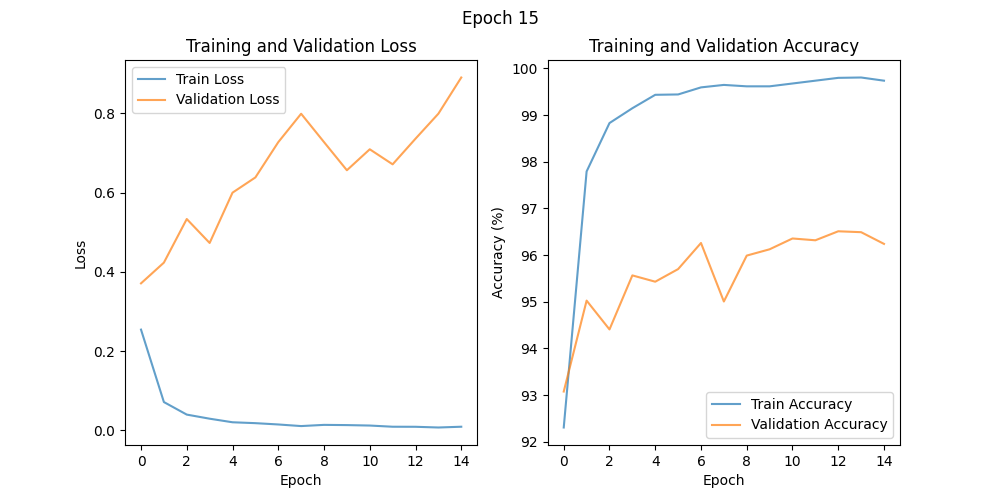 Epoch 15
Training and Validation Loss
Train Loss
Validation Loss
0.8
0.6
0.4
0.2
0.0
Loss
0 2 4 6 8 10 12 14
Epoch
Training and Validation Accuracy
100
99
98
97
96
95
94
93
92
Accuracy (%)
Train Accuracy
Validation Accuracy
0 2 4 6 8 10 12 14
Epoch